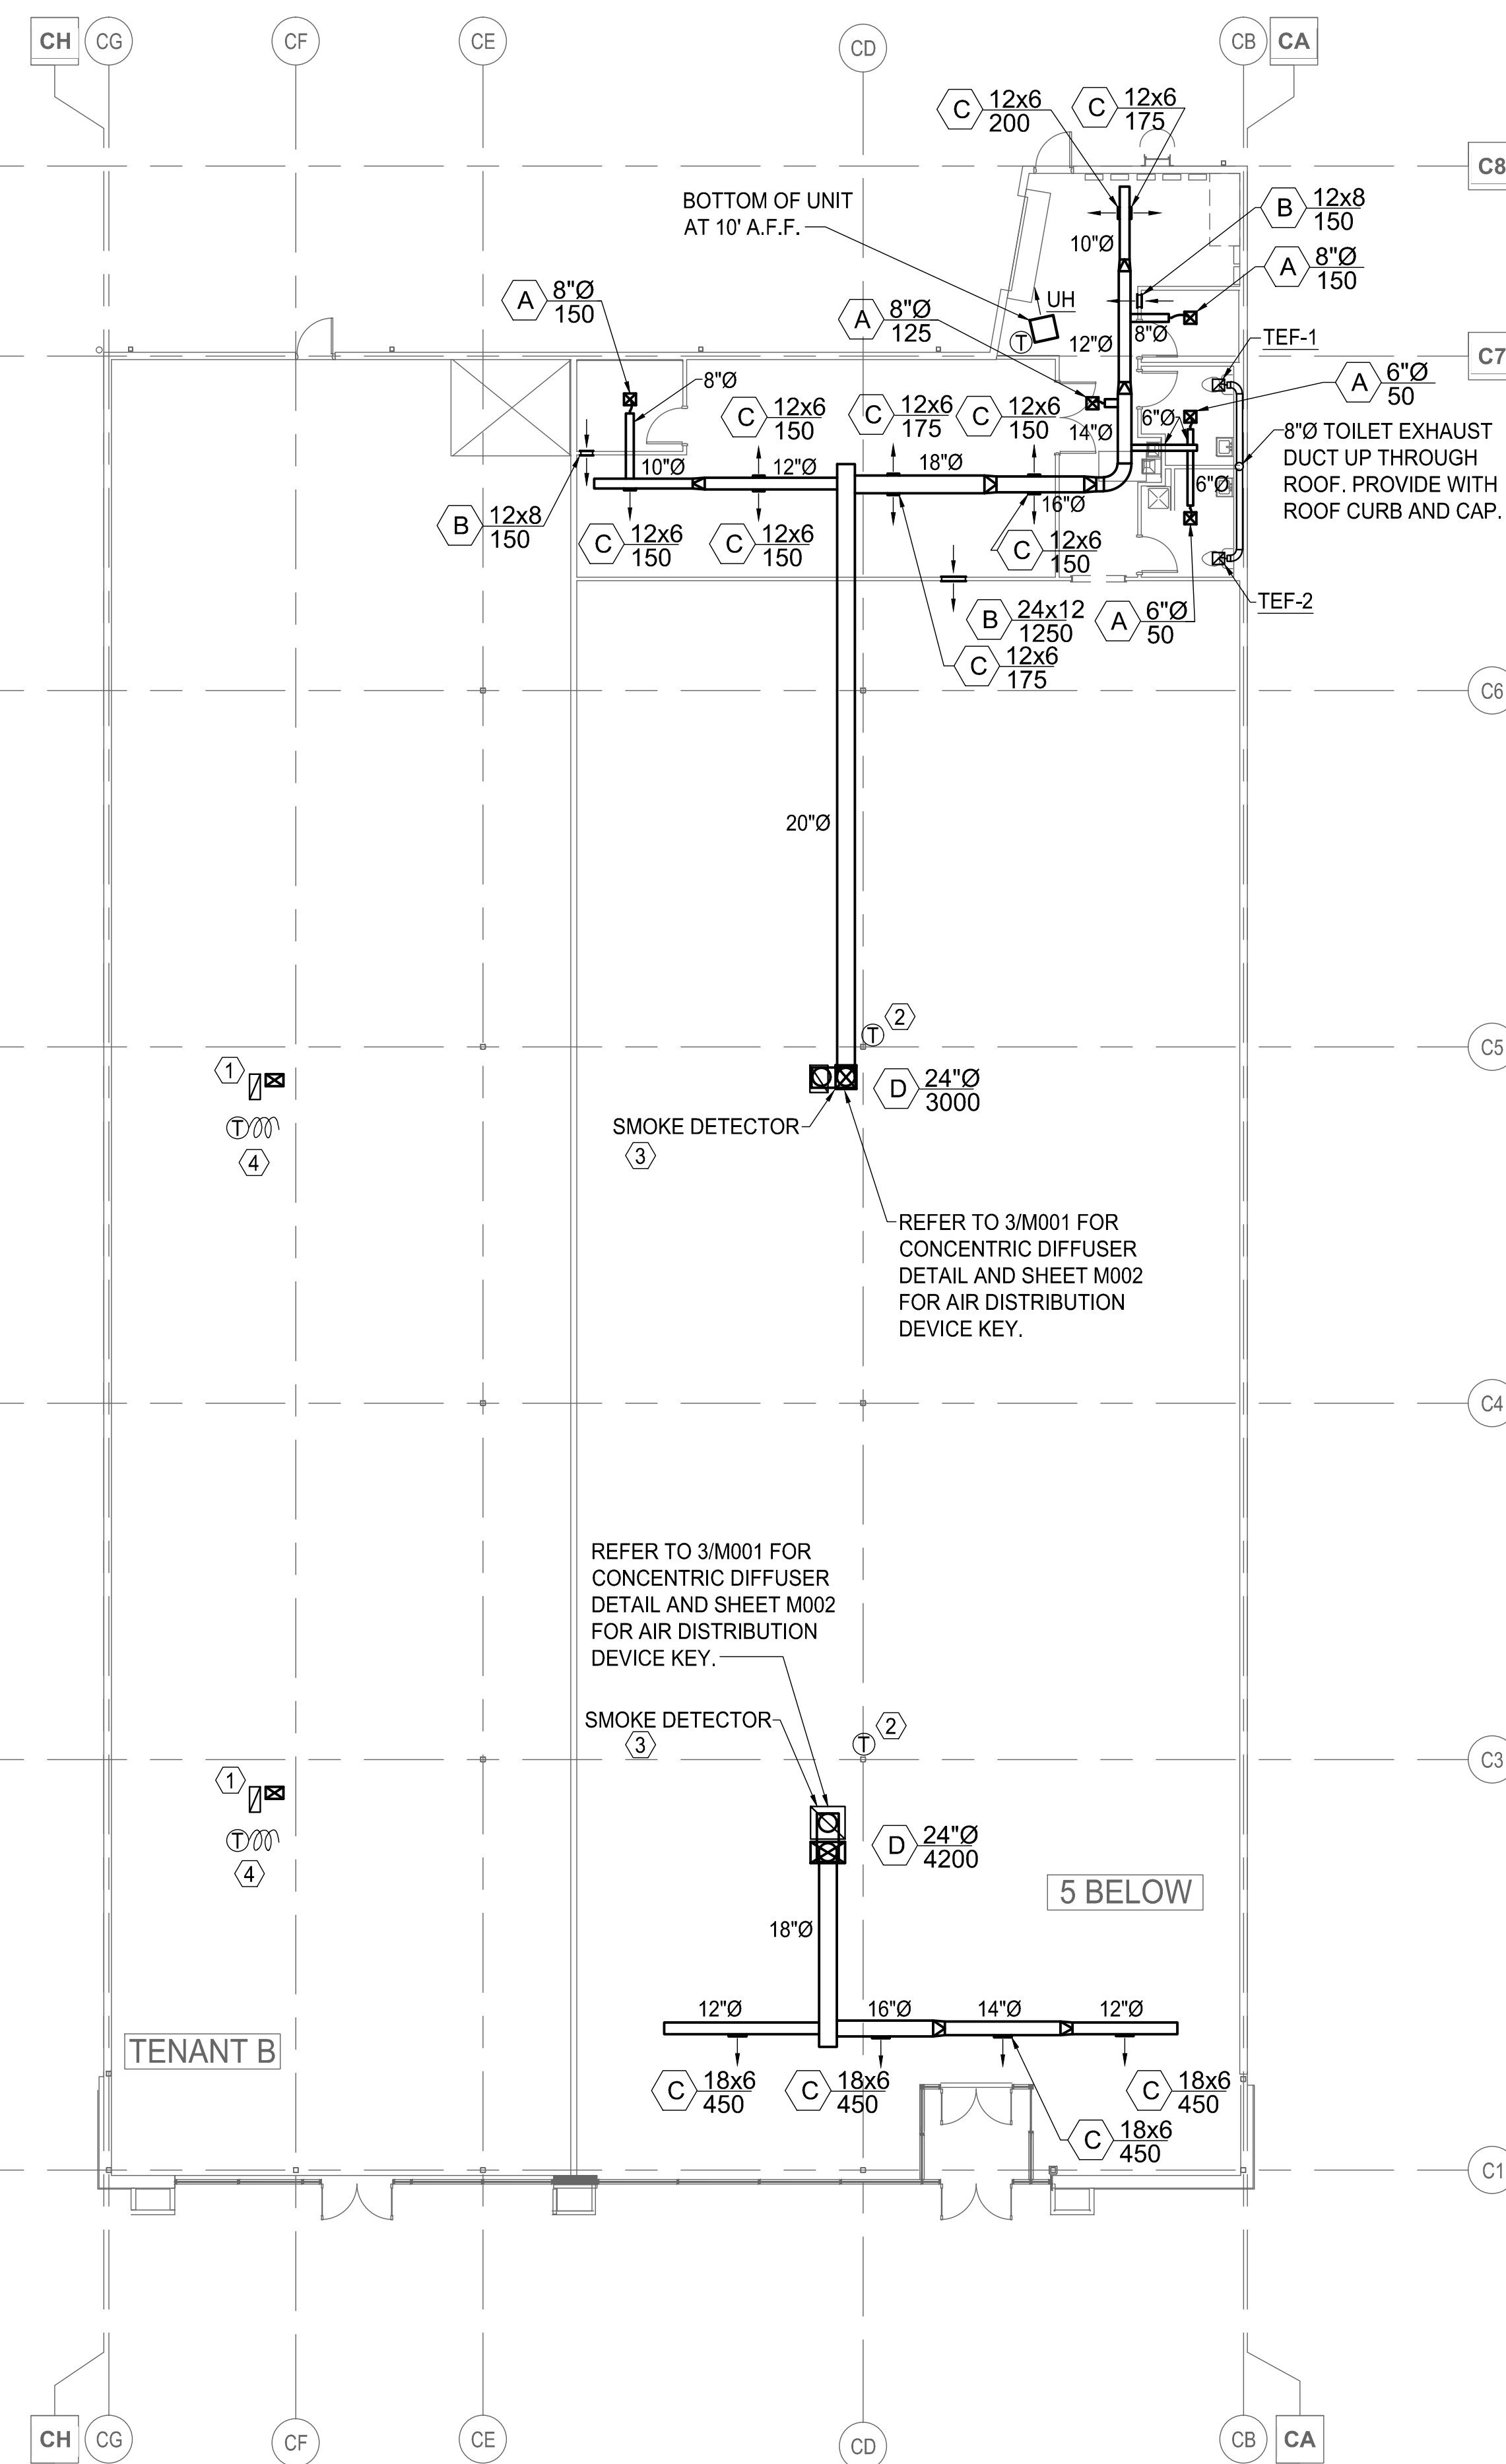 CH
CG
CF
CE
CD
CB
CA
C 12x6
200
C 12x6
175
C8
BOTTOM OF UNIT
AT 10' A.F.F.
B 12x8
150
10"Ø
A 8"Ø
150
A 8"Ø
150
UH
A 8"Ø
125
T
12"Ø
8"Ø
TEF-1
C7
A 6"Ø
50
8"Ø
C 12x6
150
C 12x6
175
C 12x6
150
6"Ø
14"Ø
8"Ø TOILET EXHAUST
DUCT UP THROUGH
ROOF. PROVIDE WITH
ROOF CURB AND CAP.
10"Ø
12"Ø
18"Ø
16"Ø
6"Ø
B 12x8
150
C 12x6
150
C 12x6
150
C 12x6
150
TEF-2
B 24x12
1250
A 6"Ø
50
C 12x6
175
C6
20"Ø
2
T
C5
1
D 24"Ø
3000
T
4
SMOKE DETECTOR
3
REFER TO 3/M001 FOR
CONCENTRIC DIFFUSER
DETAIL AND SHEET M002
FOR AIR DISTRIBUTION
DEVICE KEY.
C4
REFER TO 3/M001 FOR
CONCENTRIC DIFFUSER
DETAIL AND SHEET M002
FOR AIR DISTRIBUTION
DEVICE KEY.
SMOKE DETECTOR
3
2
T
C3
1
T
4
D 24"Ø
4200
5 BELOW
18"Ø
12"Ø
16"Ø
14"Ø
12"Ø
TENANT B
C 18x6
450
C 18x6
450
C 18x6
450
C 18x6
450
C1
CH
CG
CF
CE
CD
CB
CA